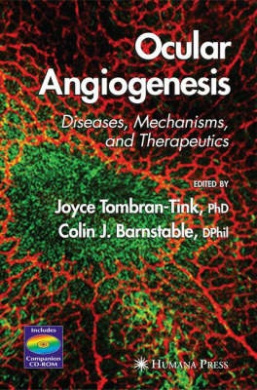 Ocular
Angiogenesis
Diseases, Mechanisms,
and Therapeutics
EDITED BY
Joyce Tombran-Tink, PhD
Colin J. Barnstable, DPhil
Includes
Companion
CD-ROM
HUMANA PRESS